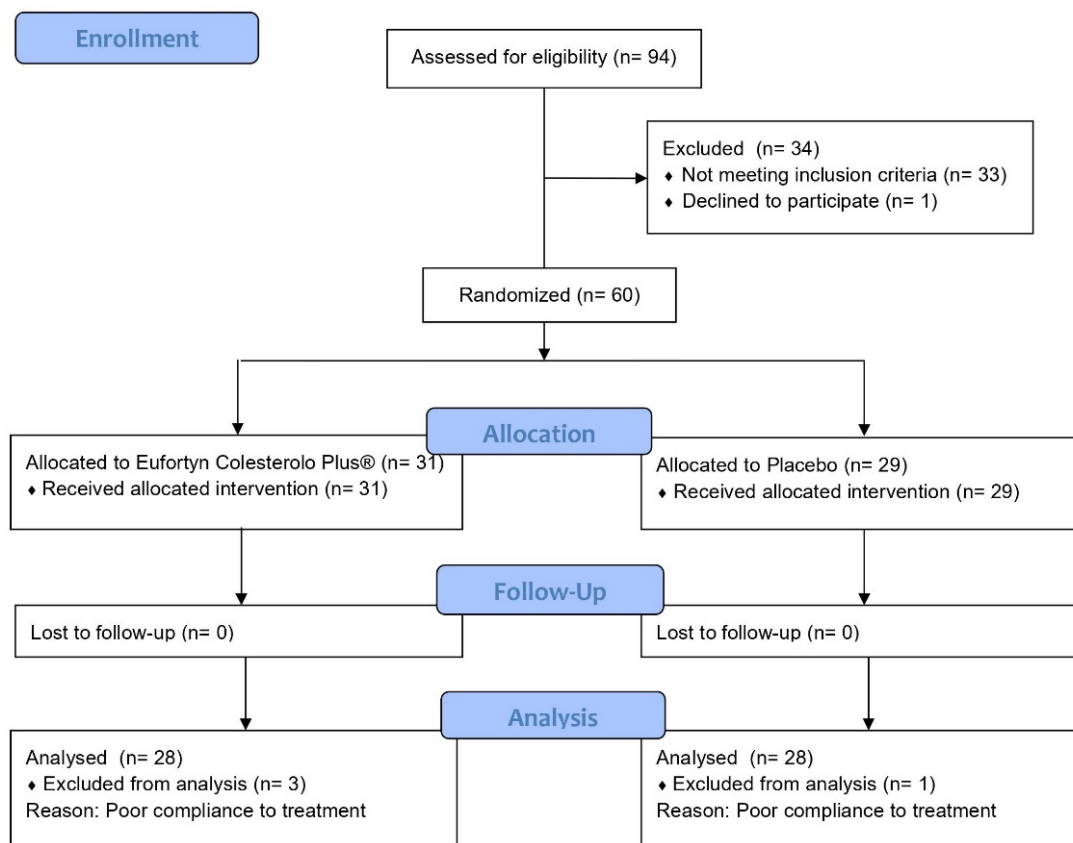 Enrollment
Assessed for eligibility (n= 94)
Excluded (n= 34)
♦ Not meeting inclusion criteria (n= 33)
♦ Declined to participate (n= 1)
Randomized (n= 60)
Allocation
Allocated to Eufortyn Colesterolo Plus® (n= 31)
♦ Received allocated intervention (n= 31)
Allocated to Placebo (n= 29)
♦ Received allocated intervention (n= 29)
Follow-Up
Lost to follow-up (n= 0)
Lost to follow-up (n= 0)
Analysis
Analysed (n= 28)
♦ Excluded from analysis (n= 3)
Reason: Poor compliance to treatment
Analysed (n= 28)
♦ Excluded from analysis (n= 1)
Reason: Poor compliance to treatment